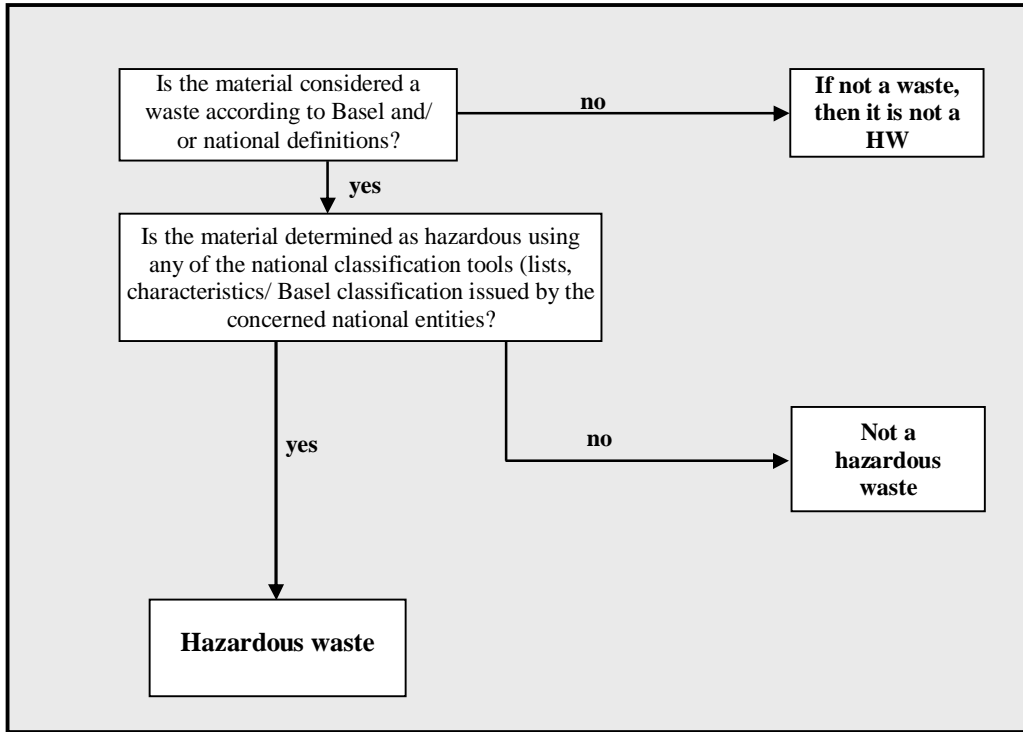 Is the material considered a
waste according to Basel and/
or national definitions?
no
If not a waste,
then it is not a
HW
yes
Is the material determined as hazardous using
any of the national classification tools (lists,
characteristics/ Basel classification issued by the
concerned national entities?
yes
no
Not a
hazardous
waste
Hazardous waste